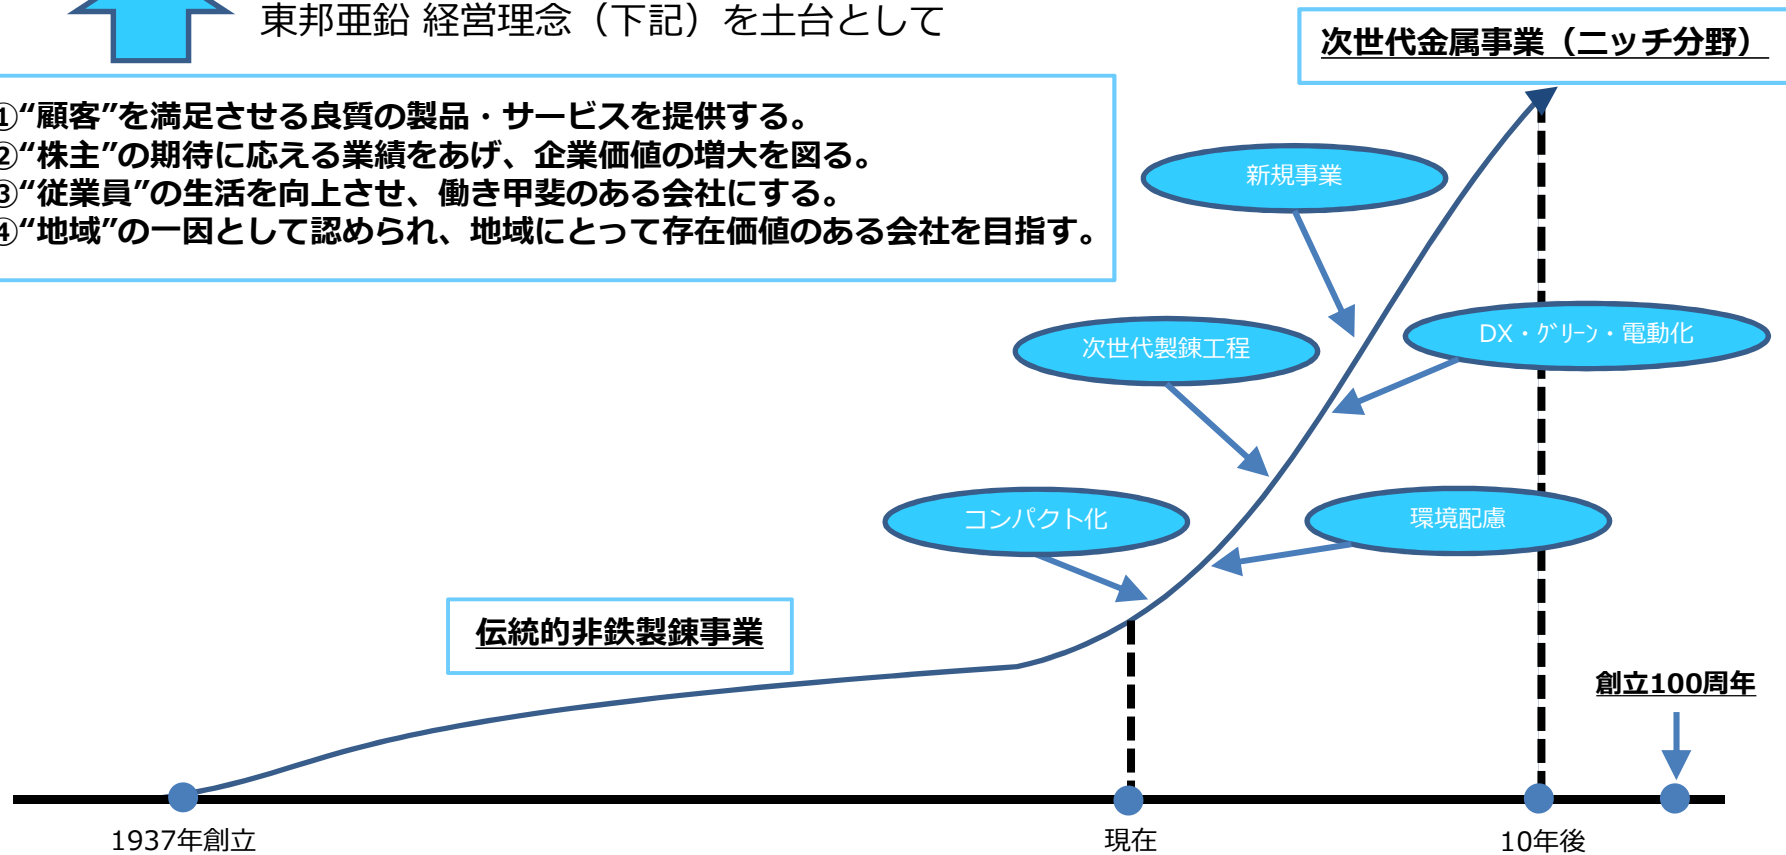 東邦亜鉛 経営理念（下記）を土台として
次世代金属事業（ニッチ分野）
①“顧客”を満足させる良質の製品・サービスを提供する。
②“株主”の期待に応える業績をあげ、企業価値の増大を図る。
③“従業員”の生活を向上させ、働き甲斐のある会社にする。
④“地域”の一因として認められ、地域にとって存在価値のある会社を目指す。
新規事業
次世代製錬工程
DX・ｸﾞﾘｰﾝ・電動化
コンパクト化
環境配慮
伝統的非鉄製錬事業
創立100周年
1937年創立
現在
10年後